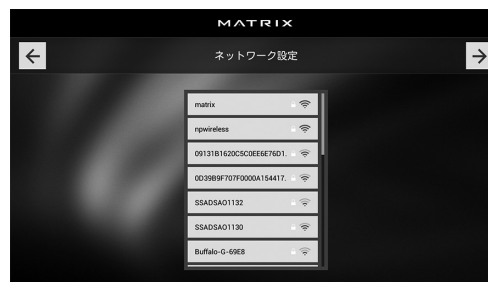 MATRIX
ネットワーク設定
matrix
npwireless
09131B1620C5C0EE6E76D1.
0D39B9F707F0000A154417.
SSADSAO1132
SSADSAO1130
Buffalo-G-69E8